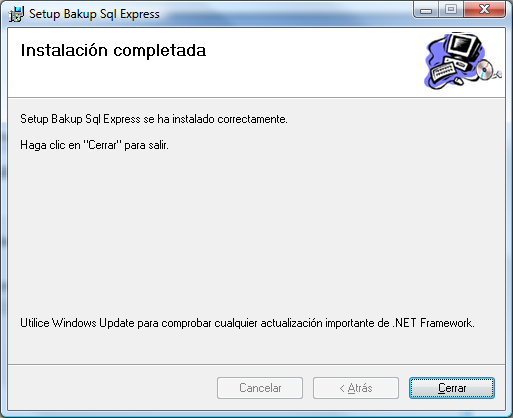 Setup Bakup Sql Express
Instalación completada
Setup Bakup Sql Express se ha instalado correctamente.
Haga clic en "Cerrar" para salir.
Utilice Windows Update para comprobar cualquier actualización importante de .NET Framework.
Cancelar
< Atrás
Cerrar